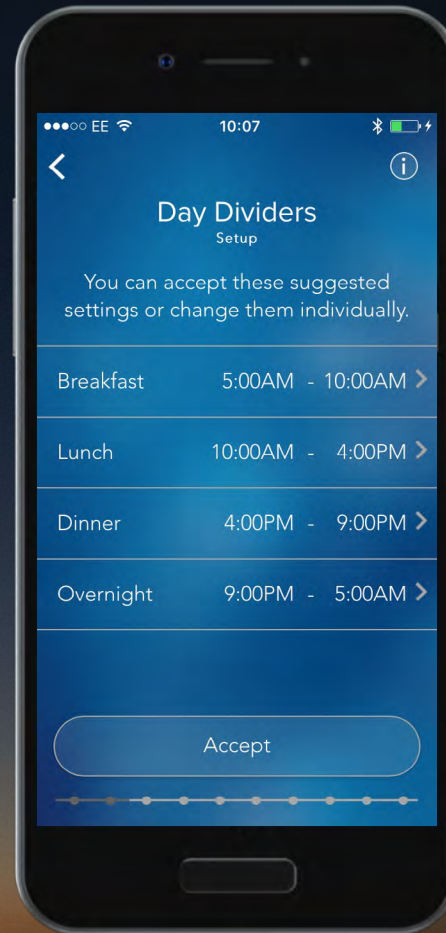 EE 10:07
Day Dividers
Setup
You can accept these suggested
settings or change them individually.
Breakfast 5:00AM - 10:00AM
Lunch 10:00AM - 4:00PM
Dinner 4:00PM - 9:00PM
Overnight 9:00PM - 5:00AM
Accept